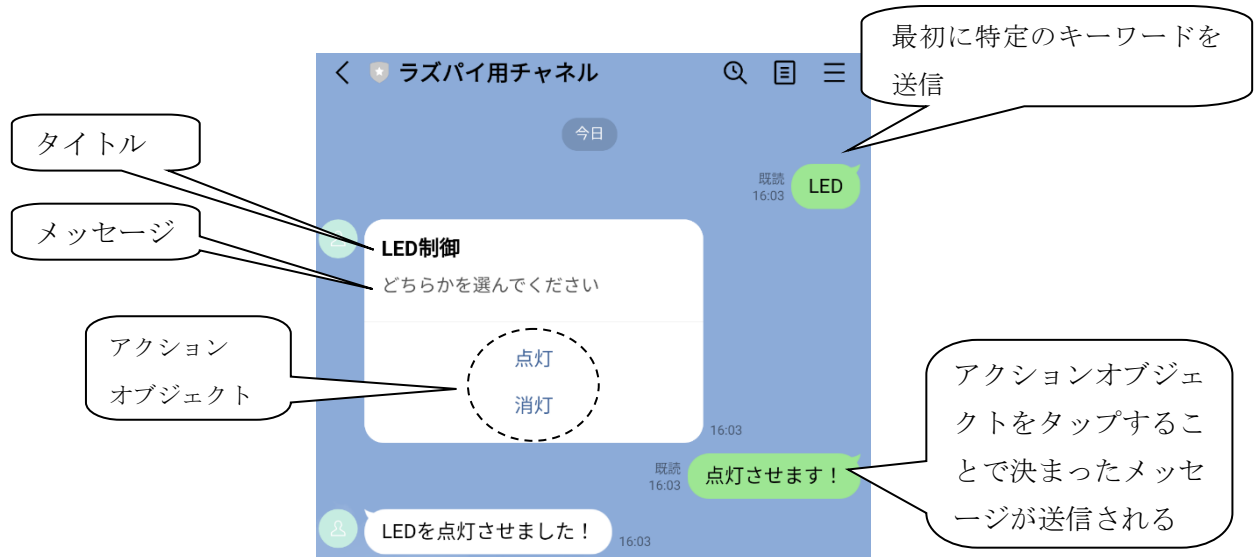 最初に特定のキーワードを
送信
ラズパイ用チャネル
今日
タイトル
既読
16:03
LED
メッセージ
LED制御
どちらかを選んでください
アクション
オブジェクト
点灯
消灯
16:03
アクションオブジェ
クトをタップするこ
とで決まったメッセ
ージが送信される
既読
16:03
点灯させます！
LEDを点灯させました！
16:03